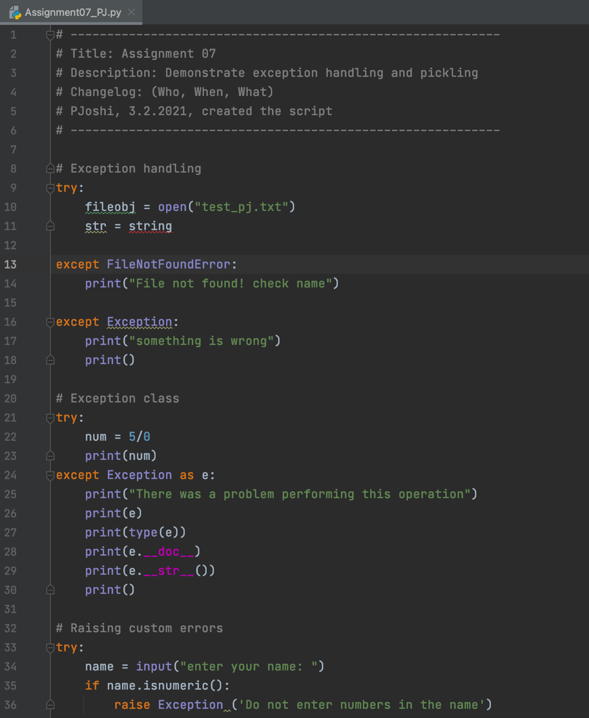 Assignment07_PJ.py
1 # ------------------------------------------------------------
2 # Title: Assignment 07
3 # Description: Demonstrate exception handling and pickling
4 # Changelog: (Who, When, What)
5 # PJoshi, 3.2.2021, created the script
6 # ------------------------------------------------------------
7
8 # Exception handling
9 try:
10     fileobj = open("test_pj.txt")
11     str = string
12
13 except FileNotFoundError:
14     print("File not found! check name")
15
16 except Exception:
17     print("something is wrong")
18     print()
19
20 # Exception class
21 try:
22     num = 5/0
23     print(num)
24 except Exception as e:
25     print("There was a problem performing this operation")
26     print(e)
27     print(type(e))
28     print(e.__doc__)
29     print(e.__str__())
30     print()
31
32 # Raising custom errors
33 try:
34     name = input("enter your name: ")
35     if name.isnumeric():
36         raise Exception ('Do not enter numbers in the name')